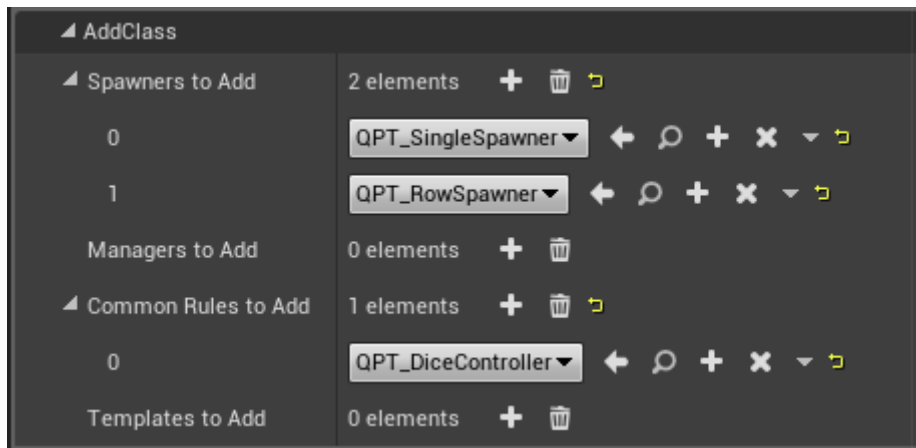 AddClass
Spawners to Add 2 elements
0 QPT_SingleSpawner
1 QPT_RowSpawner
Managers to Add 0 elements
Common Rules to Add 1 elements
0 QPT_DiceController
Templates to Add 0 elements